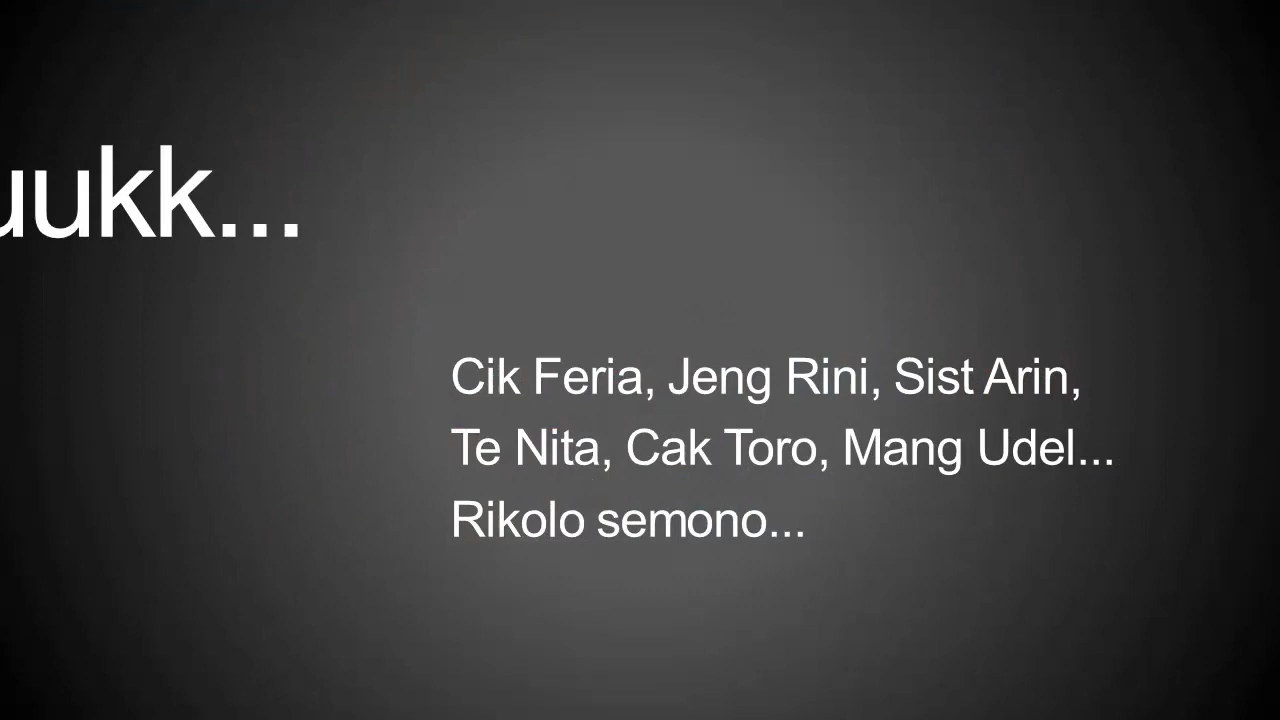 uukk...
Cik Feria, Jeng Rini, Sist Arin,
Te Nita, Cak Toro, Mang Udel...
Rikolo semono...